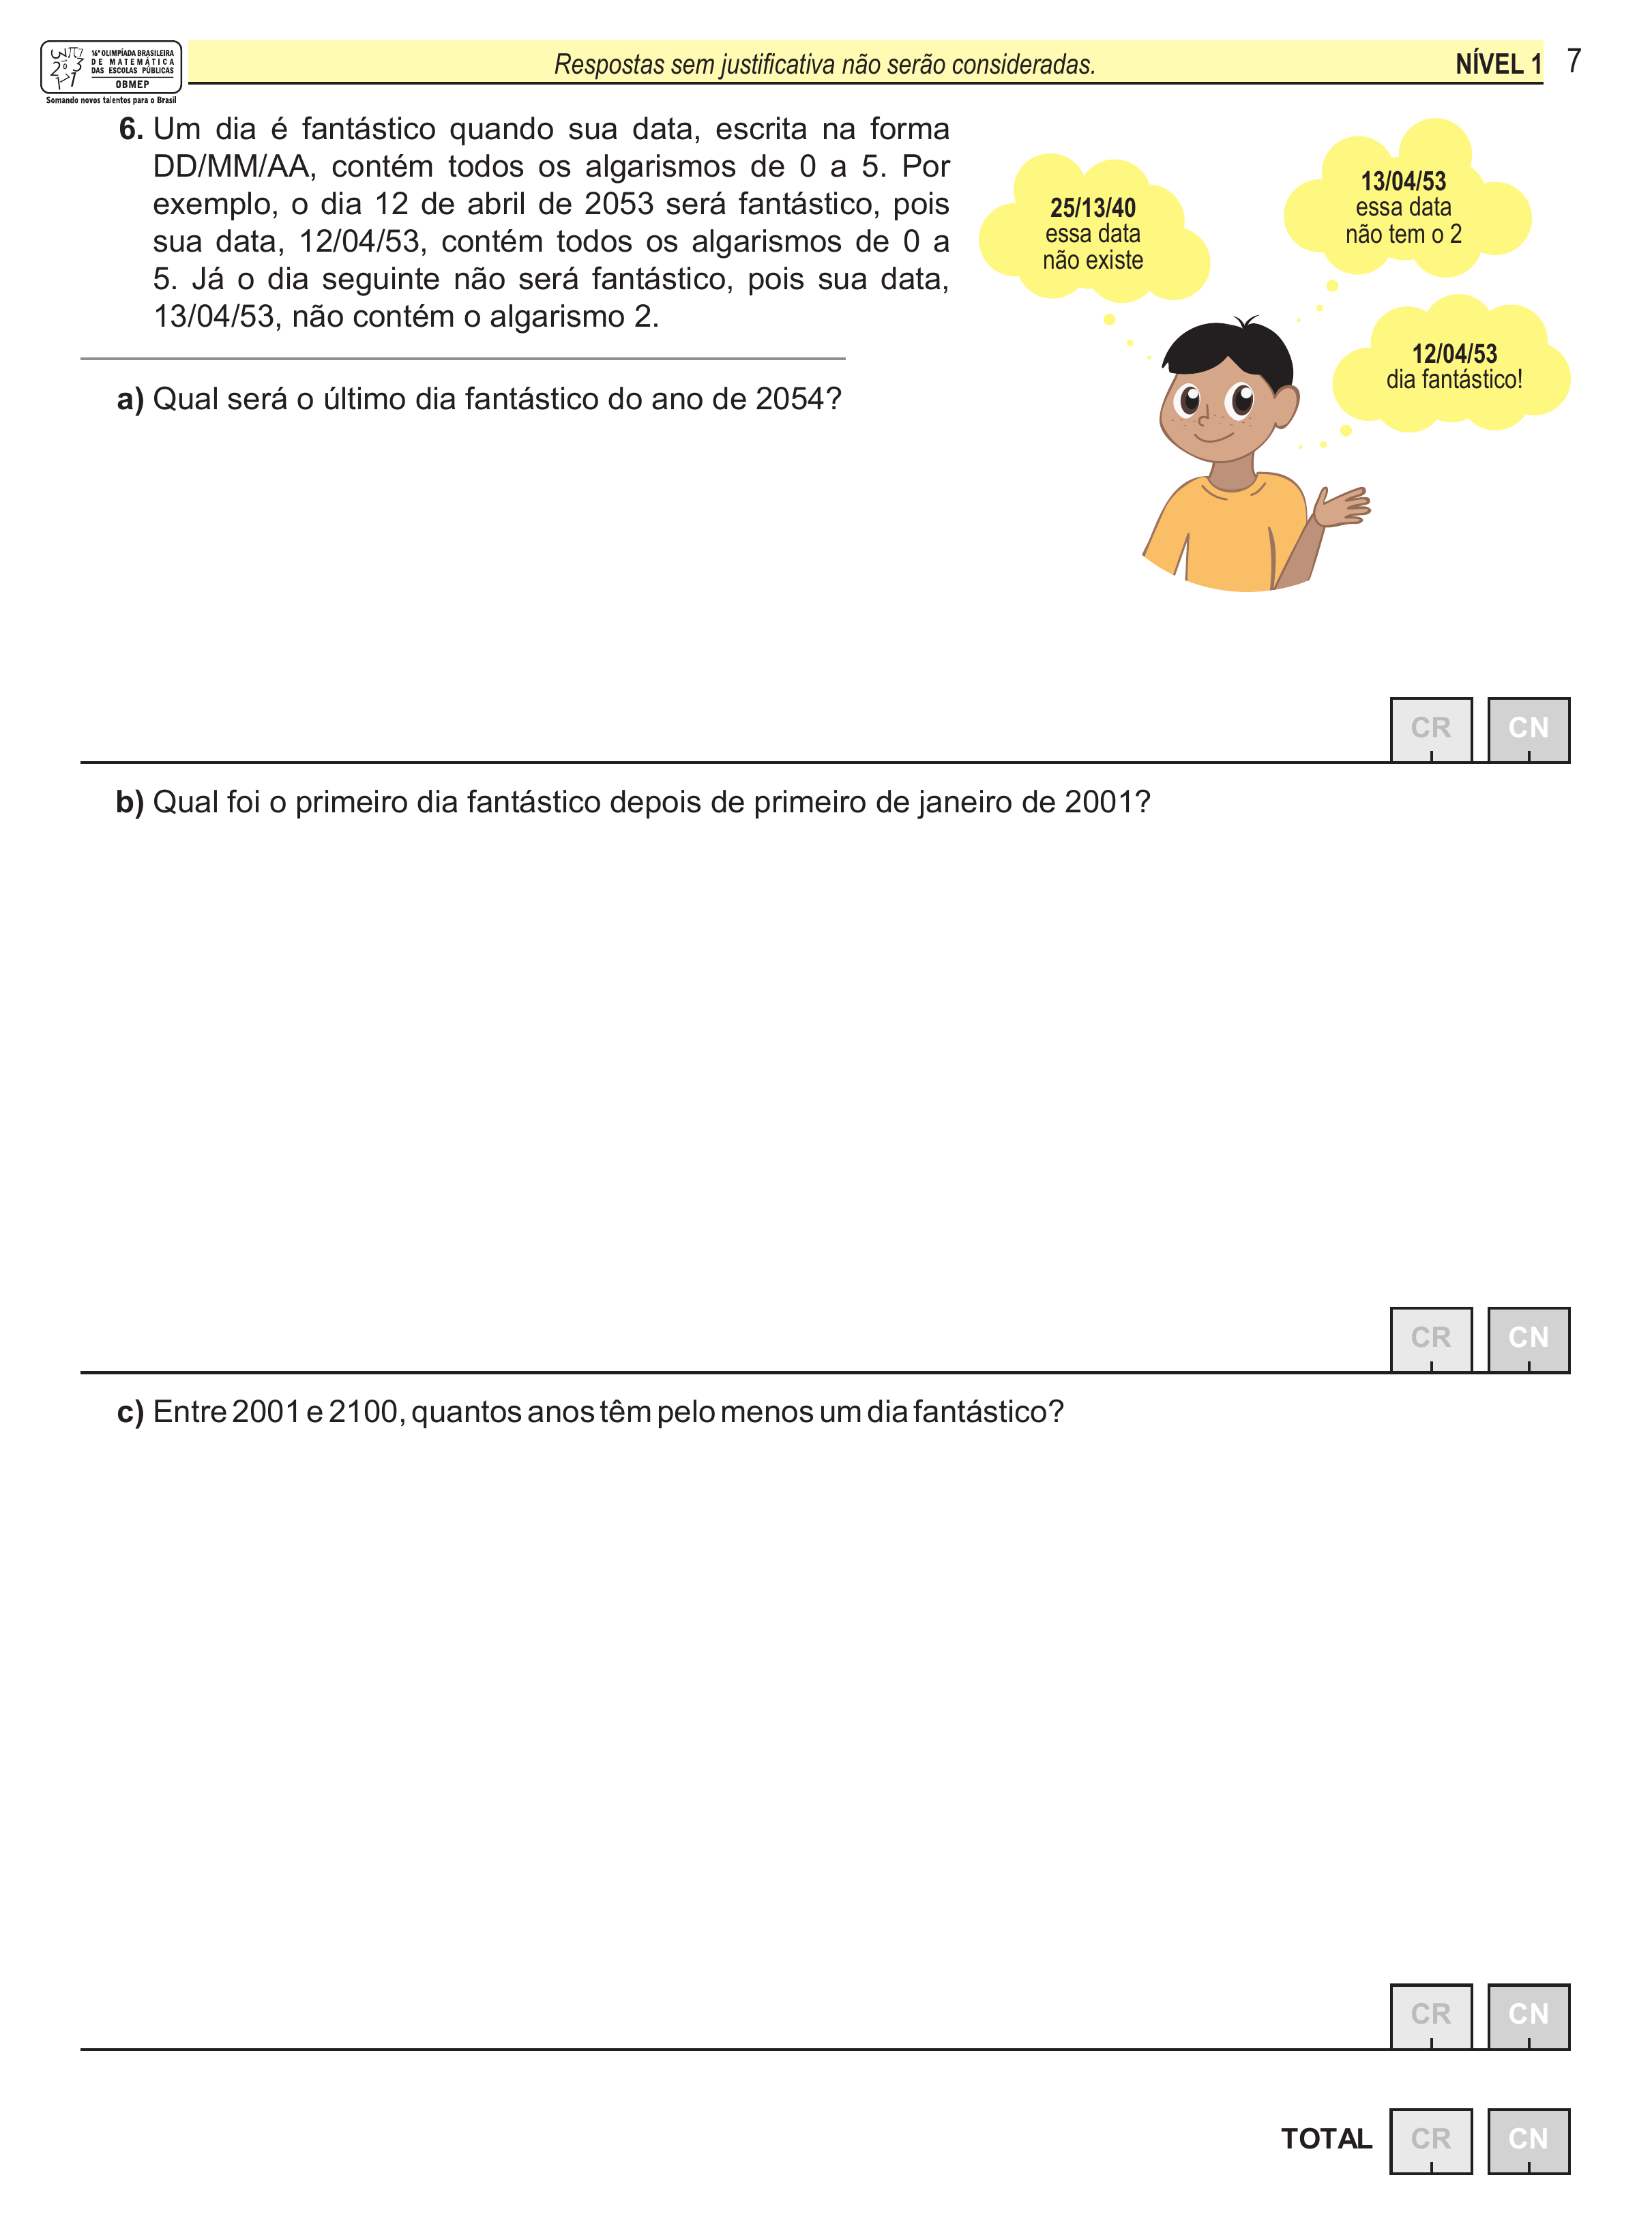 16ª OLIMPÍADA BRASILEIRA
DE MATEMÁTICA
DAS ESCOLAS PÚBLICAS
OBMEP
Somando novos talentos para o Brasil
Respostas sem justificativa não serão consideradas.
NÍVEL 1
7
6. Um dia é fantástico quando sua data, escrita na forma
DD/MM/AA, contém todos os algarismos de 0 a 5. Por
exemplo, o dia 12 de abril de 2053 será fantástico, pois
sua data, 12/04/53, contém todos os algarismos de 0 a
5. Já o dia seguinte não será fantástico, pois sua data,
13/04/53, não contém o algarismo 2.
25/13/40
essa data
não existe
13/04/53
essa data
não tem o 2
12/04/53
dia fantástico!
a) Qual será o último dia fantástico do ano de 2054?
CR CN
b) Qual foi o primeiro dia fantástico depois de primeiro de janeiro de 2001?
CR CN
c) Entre 2001 e 2100, quantos anos têm pelo menos um dia fantástico?
CR CN
TOTAL CR CN